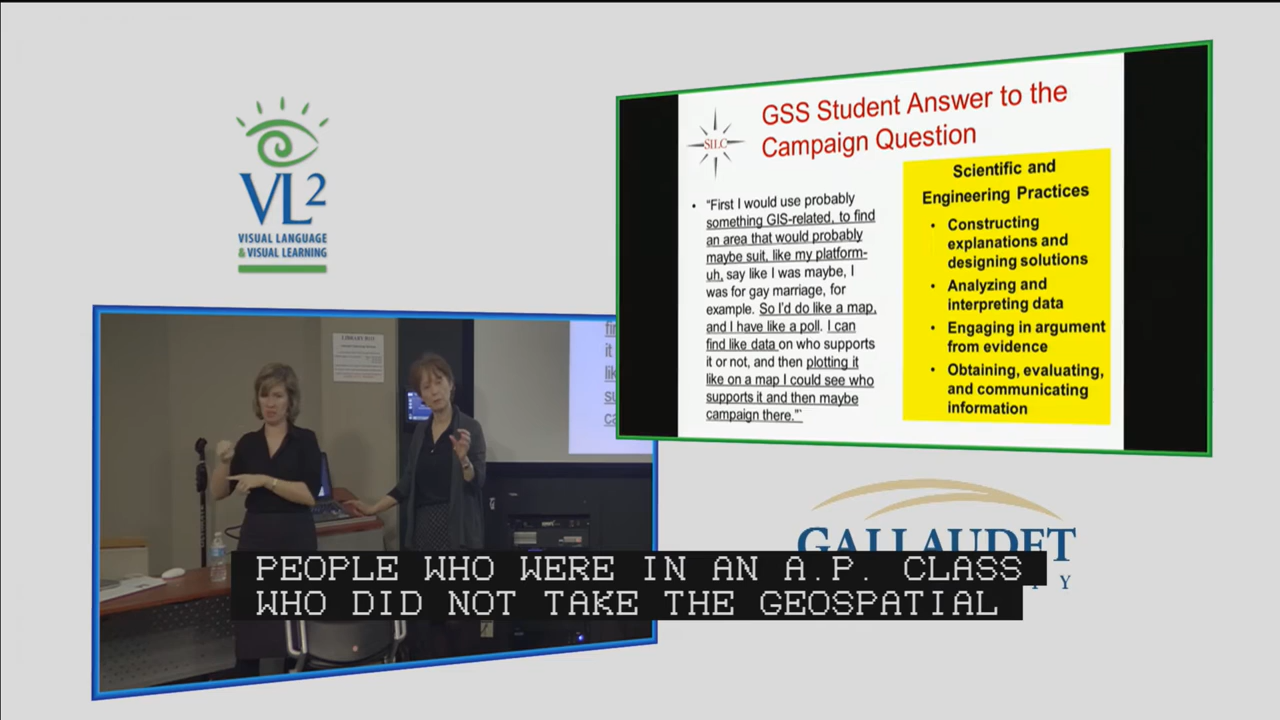 VL2
VISUAL LANGUAGE
& VISUAL LEARNING
GSS Student Answer to the
Campaign Question
SILC
• "First I would use probably
something GIS-related, to find
an area that would probably
maybe suit, like my platform-
uh, say like I was maybe, I
was for gay marriage, for
example. So I'd do like a map,
and I have like a poll. I can
find like data on who supports
it or not, and then plotting it
like on a map I could see who
supports it and then maybe
campaign there."
Scientific and
Engineering Practices
• Constructing
explanations and
designing solutions
• Analyzing and
interpreting data
• Engaging in argument
from evidence
• Obtaining, evaluating,
and communicating
information
fi
it
lik
su
ca
GALLAUDET
TY
PEOPLE WHO WERE IN AN A.P. CLASS
WHO DID NOT TAKE THE GEOSPATIAL